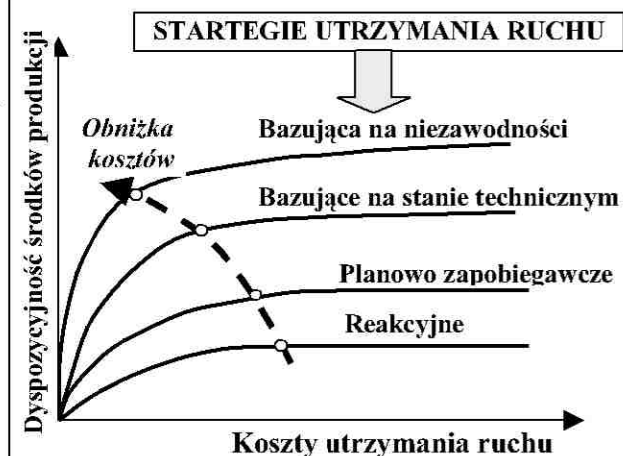 STARTEGIE UTRZYMANIA RUCHU
Dyspozycyjność środków produkcji
Obniżka
kosztów
Bazująca na niezawodności
Bazujące na stanie technicznym
Planowo zapobiegawcze
Reakcyjne
Koszty utrzymania ruchu